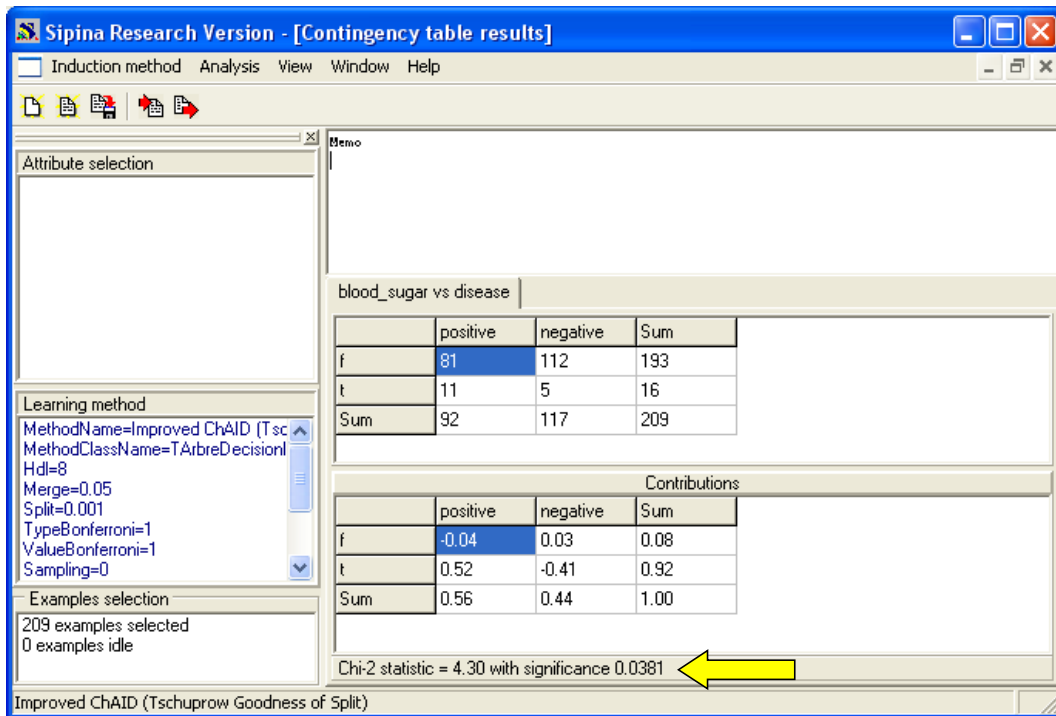 Sipina Research Version - [Contingency table results]
Induction method Analysis View Window Help
Attribute selection
Learning method
MethodName=Improved ChAID (Tsc
MethodClassName=TArbreDecisionI
Hdl=8
Merge=0.05
Split=0.001
TypeBonferroni=1
ValueBonferroni=1
Sampling=0
Examples selection
209 examples selected
0 examples idle
Memo
blood_sugar vs disease
positive negative Sum
f 81 112 193
t 11 5 16
Sum 92 117 209
Contributions
positive negative Sum
f -0.04 0.03 0.08
t 0.52 -0.41 0.92
Sum 0.56 0.44 1.00
Chi-2 statistic = 4.30 with significance 0.0381
Improved ChAID (Tschuprow Goodness of Split)